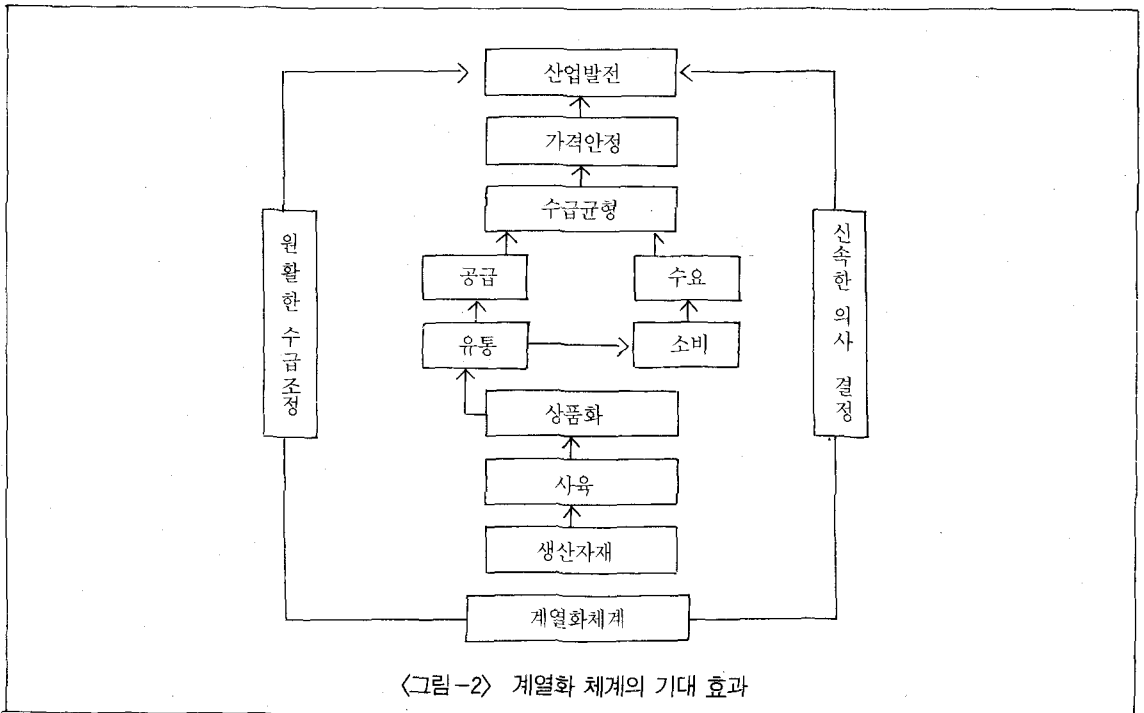 산업발전
가격안정
수급균형
공급
수요
유통
소비
상품화
사육
생산자재
계열화체계
원활한 수급조정
신속한 의사 결정
〈그림-2〉 계열화 체계의 기대 효과